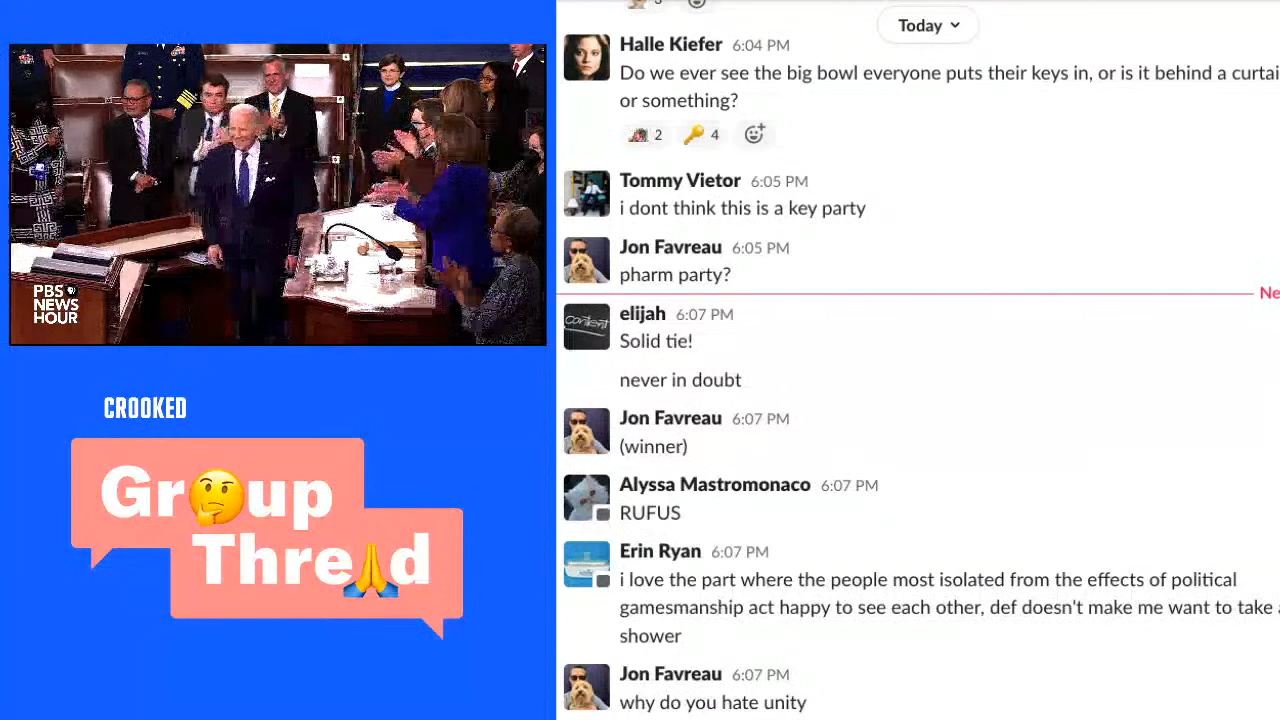 PBS
NEWS
HOUR
CROOKED
Gr🤔up
Thre🙏d
3
Today
Halle Kiefer 6:04 PM
Do we ever see the big bowl everyone puts their keys in, or is it behind a curtai
or something?
2 4
Tommy Vietor 6:05 PM
i dont think this is a key party
Jon Favreau 6:05 PM
pharm party?
Ne
elijah 6:07 PM
content
Solid tie!
never in doubt
Jon Favreau 6:07 PM
(winner)
Alyssa Mastromonaco 6:07 PM
RUFUS
Erin Ryan 6:07 PM
i love the part where the people most isolated from the effects of political
gamesmanship act happy to see each other, def doesn't make me want to take a
shower
Jon Favreau 6:07 PM
why do you hate unity